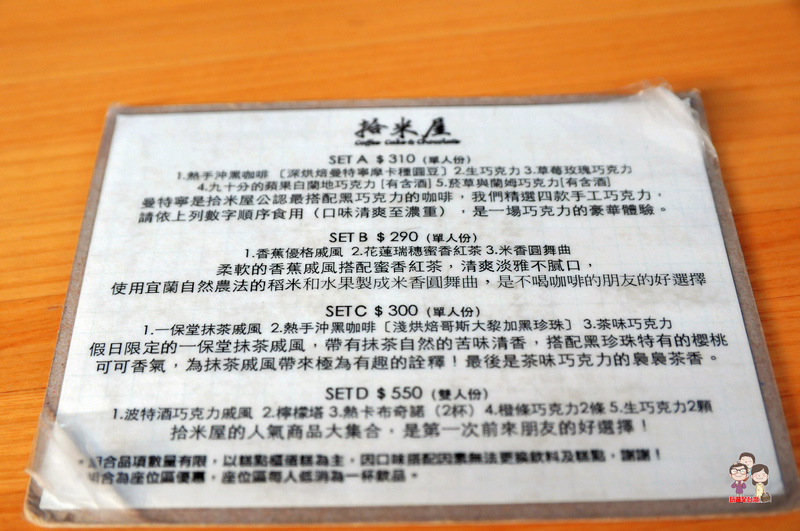 拾米屋
Coffee Cake & Chocolate
SET A $310 (單人份)
1.熱手沖黑咖啡〔深烘焙曼特寧摩卡種圓豆〕2.生巧克力 3.草莓玫瑰巧克力
4.九十分的蘋果白蘭地巧克力[有含酒] 5.菸草與蘭姆巧克力[有含酒]
曼特寧是拾米屋公認最搭配黑巧克力的咖啡，我們精選四款手工巧克力，
請依上列數字順序食用（口味清爽至濃重），是一場巧克力的豪華體驗。
SET B $290 (單人份)
1.香蕉優格戚風 2.花蓮瑞穗蜜香紅茶 3.米香圓舞曲
柔軟的香蕉戚風搭配蜜香紅茶，清爽淡雅不膩口，
使用宜蘭自然農法的稻米和水果製成米香圓舞曲，是不喝咖啡的朋友的好選擇
SET C $300 (單人份)
1.一保堂抹茶戚風 2.熱手沖黑咖啡〔淺烘焙哥斯大黎加黑珍珠〕3.茶味巧克力
假日限定的一保堂抹茶戚風，帶有抹茶自然的苦味清香，搭配黑珍珠特有的櫻桃
可可香氣，為抹茶戚風帶來極為有趣的詮釋！最後是茶味巧克力的裊裊茶香。
SET D $550 (雙人份)
1.波特酒巧克力戚風 2.檸檬塔 3.熱卡布奇諾（2杯）4.橙條巧克力2條 5.生巧克力2顆
拾米屋的人氣商品大集合，是第一次前來朋友的好選擇！
組合品項數量有限，以糕點櫃蛋糕為主，因口味搭配因素無法更換飲料及糕點，謝謝！
組合為座位區優惠，座位區每人低消為一杯飲品。